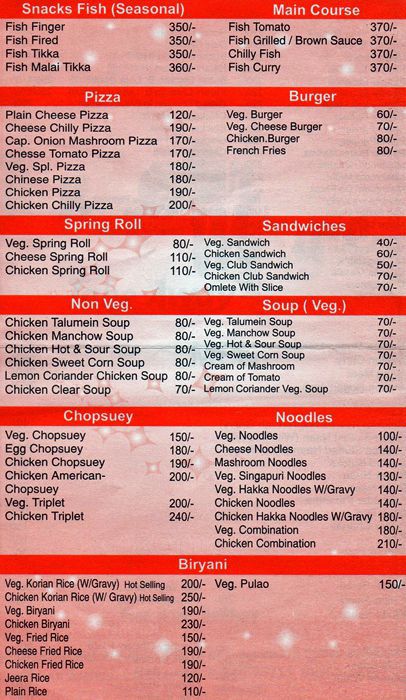 Snacks Fish (Seasonal)
Fish Finger 350/-
Fish Fired 350/-
Fish Tikka 350/-
Fish Malai Tikka 360/-
Main Course
Fish Tomato 370/-
Fish Grilled / Brown Sauce 370/-
Chilly Fish 370/-
Fish Curry 370/-
Pizza
Plain Cheese Pizza 120/-
Cheese Chilly Pizza 190/-
Cap. Onion Mashroom Pizza 170/-
Chesse Tomato Pizza 170/-
Veg. Spl. Pizza 180/-
Chinese Pizza 180/-
Chicken Pizza 190/-
Chicken Chilly Pizza 200/-
Burger
Veg. Burger 60/-
Veg. Cheese Burger 70/-
Chicken.Burger 80/-
French Fries 80/-
Spring Roll
Veg. Spring Roll 80/-
Cheese Spring Roll 110/-
Chicken Spring Roll 110/-
Sandwiches
Veg. Sandwich 40/-
Chicken Sandwich 60/-
Veg. Club Sandwich 50/-
Chicken Club Sandwich 70/-
Omlete With Slice 70/-
Non Veg.
Chicken Talumein Soup 80/-
Chicken Manchow Soup 80/-
Chicken Hot & Sour Soup 80/-
Chicken Sweet Corn Soup 80/-
Lemon Coriander Chicken Soup 80/-
Chicken Clear Soup 70/-
Soup ( Veg.)
Veg. Talumein Soup 70/-
Veg. Manchow Soup 70/-
Veg. Hot & Sour Soup 70/-
Veg. Sweet Corn Soup 70/-
Cream of Mashroom 70/-
Cream of Tomato 70/-
Lemon Coriander Veg. Soup 70/-
Chopsuey
Veg. Chopsuey 150/-
Egg Chopsuey 180/-
Chicken Chopsuey 190/-
Chicken American- 200/-
Chopsuey
Veg. Triplet 200/-
Chicken Triplet 240/-
Noodles
Veg. Noodles 100/-
Cheese Noodles 140/-
Mashroom Noodles 140/-
Veg. Singapuri Noodles 130/-
Veg. Hakka Noodles W/Gravy 140/-
Chicken Noodles 140/-
Chicken Hakka Noodles W/Gravy 180/-
Veg. Combination 180/-
Chicken Combination 210/-
Biryani
Veg. Korian Rice (W/Gravy) Hot Selling 200/-
Chicken Korian Rice (W/ Gravy) Hot Selling 250/-
Veg. Biryani 190/-
Chicken Biryani 230/-
Veg. Fried Rice 150/-
Cheese Fried Rice 190/-
Chicken Fried Rice 190/-
Jeera Rice 120/-
Plain Rice 110/-
Veg. Pulao 150/-